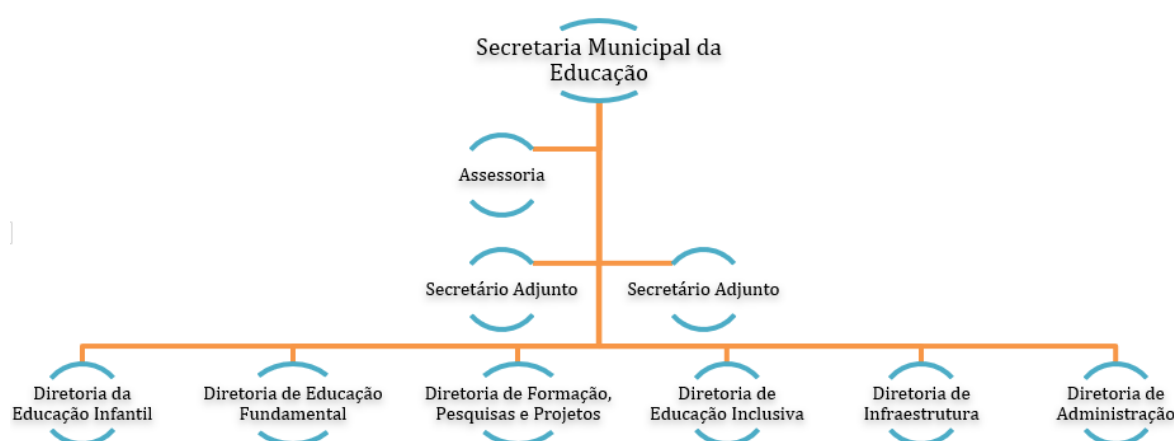 Secretaria Municipal da
Educação
Assessoria
Secretário Adjunto
Secretário Adjunto
Diretoria da
Educação Infantil
Diretoria de Educação
Fundamental
Diretoria de Formação,
Pesquisas e Projetos
Diretoria de
Educação Inclusiva
Diretoria de
Infraestrutura
Diretoria de
Administração